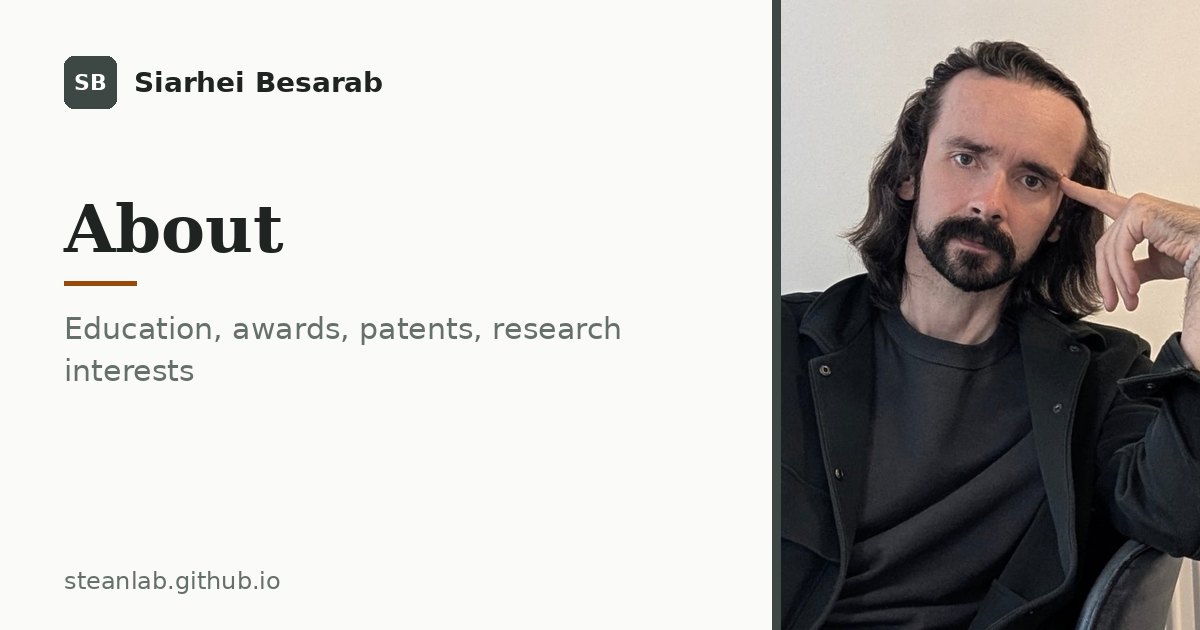 SB
Siarhei Besarab
About
Education, awards, patents, research
interests
steanlab.github.io